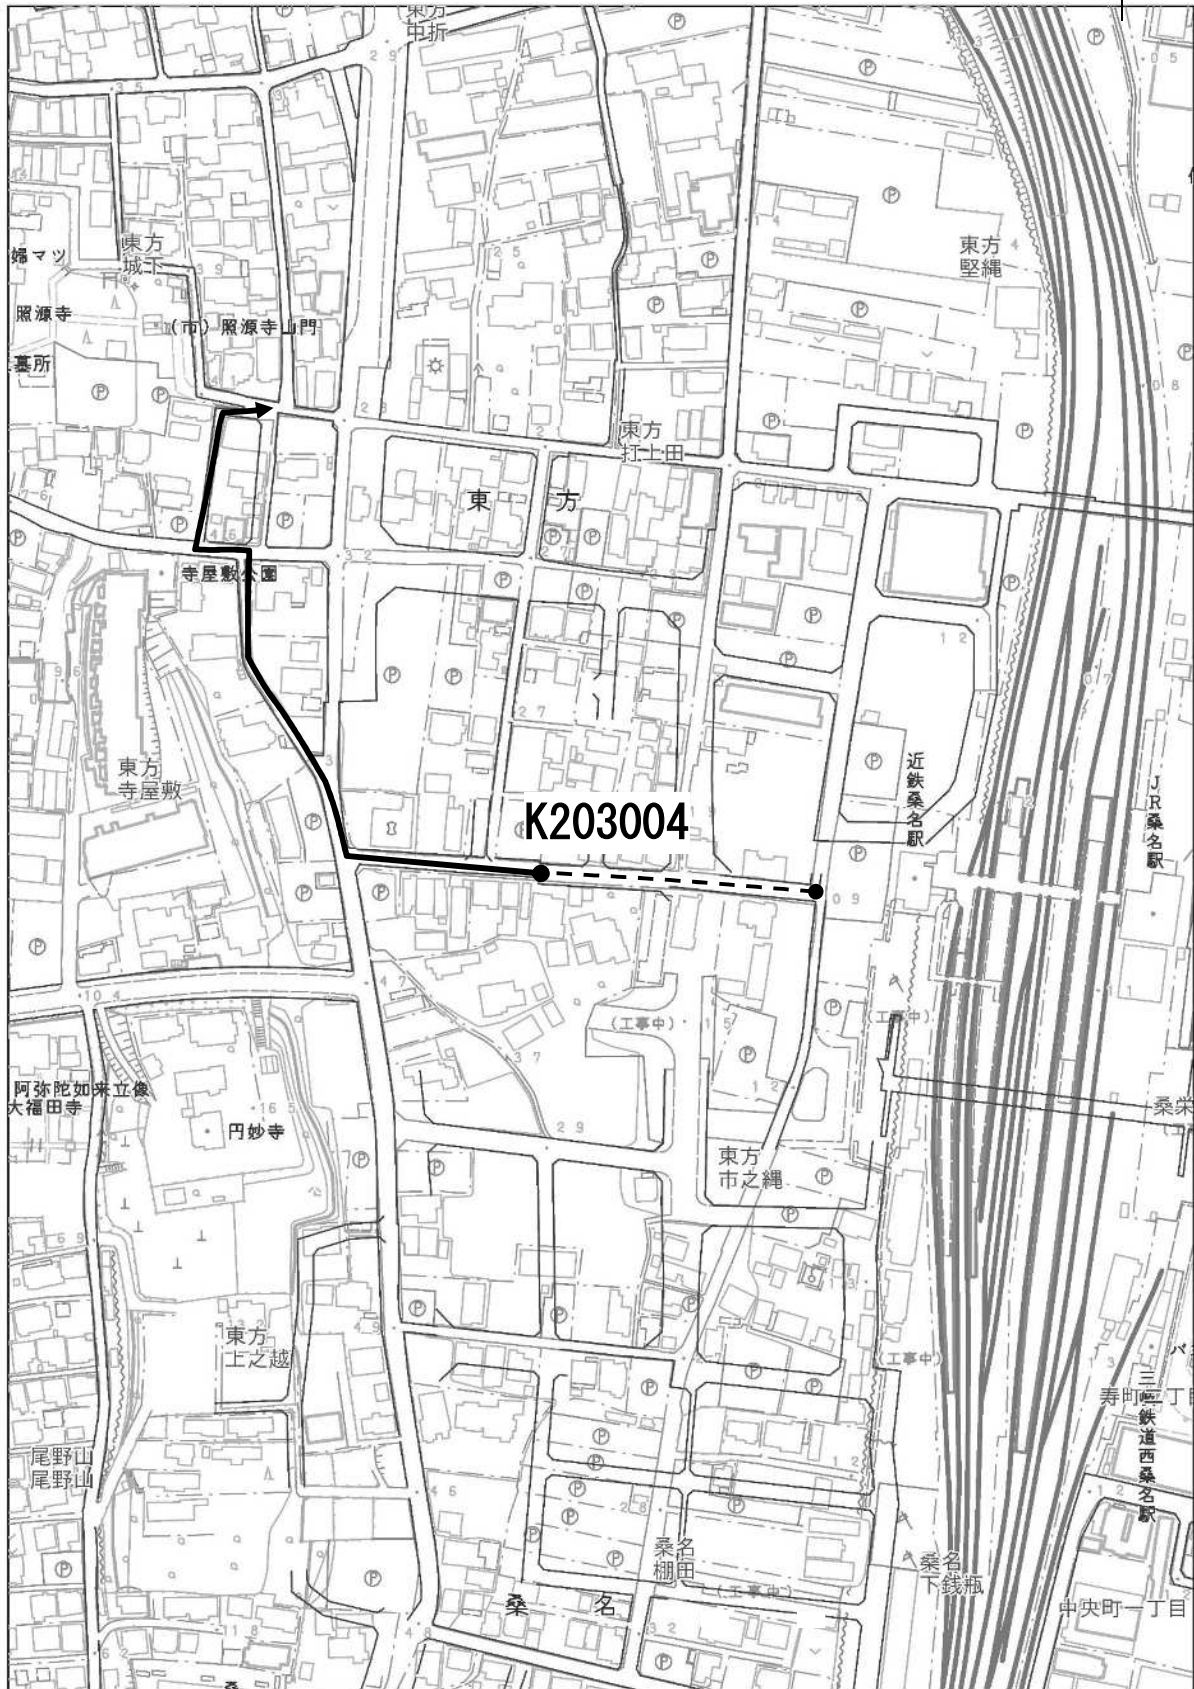 東方
中折
東方
城下
婦マツ
照源寺
(市)照源寺山門
墓所
東方
堅縄
東方
打上田
東 方
寺屋敷公園
東方
寺屋敷
近鉄桑名駅
JR桑名駅
K203004
(工事中)
(工事中)
阿弥陀如来立像
大福田寺
円妙寺
桑栄
東方
市之縄
東方
上之越
(工事中)
寿町三丁目
三岐鉄道西桑名駅
尾野山
尾野山
桑名
棚田
桑名
下銭瓶
(工事中)
桑 名
中央町一丁目